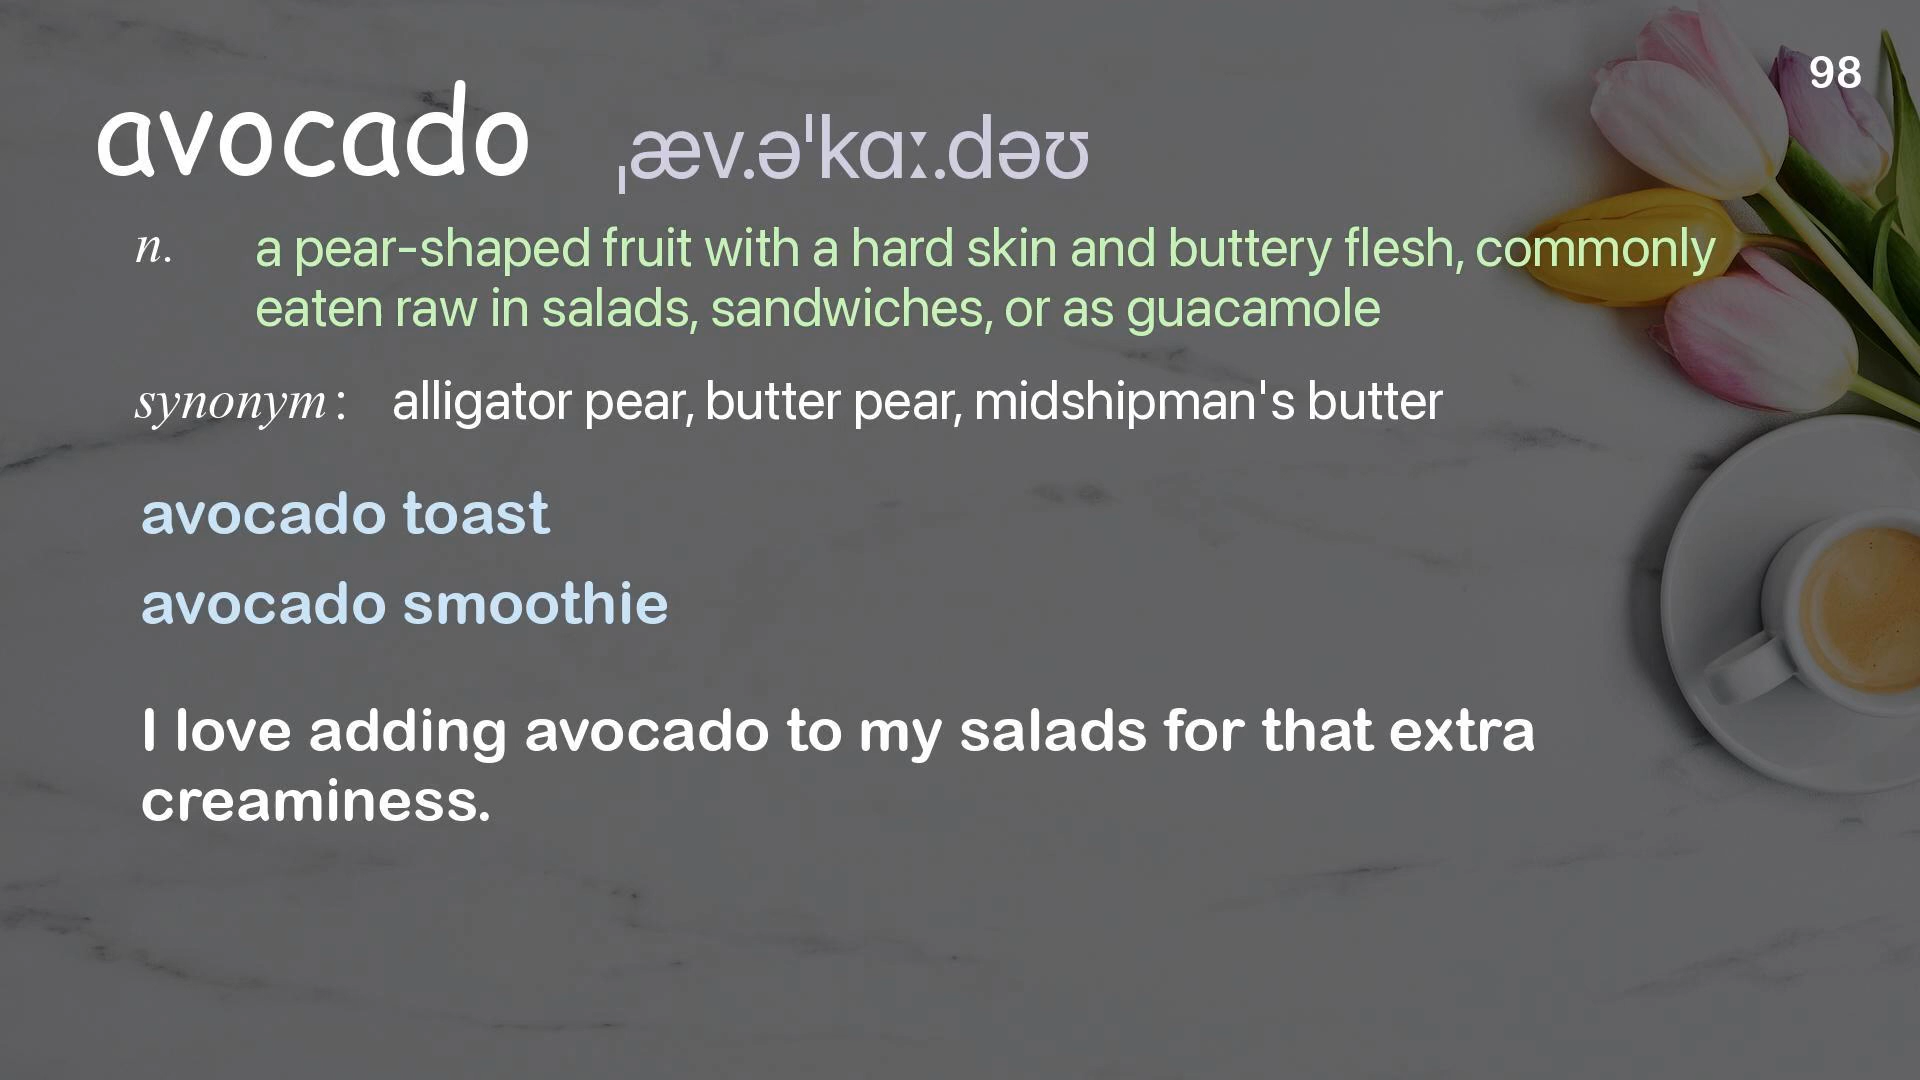 98
avocado ˌæv.əˈkɑː.dəʊ
n. a pear-shaped fruit with a hard skin and buttery flesh, commonly
eaten raw in salads, sandwiches, or as guacamole
synonym: alligator pear, butter pear, midshipman's butter
avocado toast
avocado smoothie
I love adding avocado to my salads for that extra
creaminess.